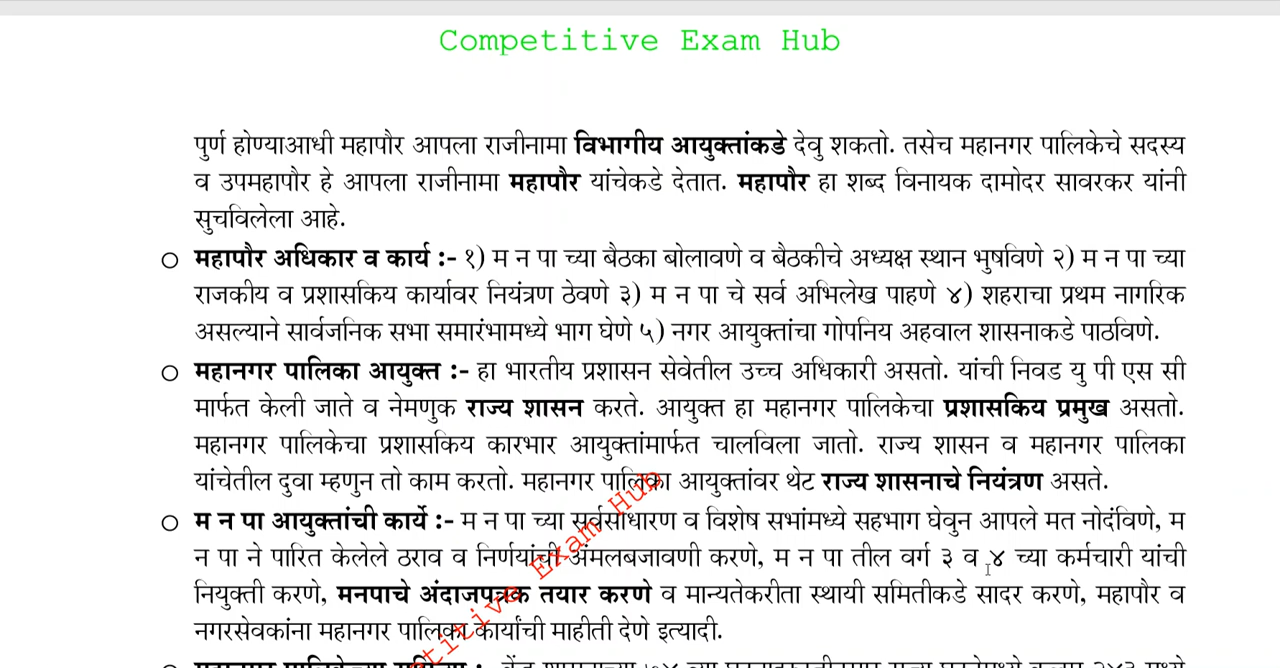 Competitive Exam Hub
पुर्ण होण्याआधी महापौर आपला राजीनामा विभागीय आयुक्तांकडे देवु शकतो. तसेच महानगर पालिकेचे सदस्य
व उपमहापौर हे आपला राजीनामा महापौर यांचेकडे देतात. महापौर हा शब्द विनायक दामोदर सावरकर यांनी
सुचविलेला आहे.
○ महापौर अधिकार व कार्य :- १) म न पा च्या बैठका बोलावणे व बैठकीचे अध्यक्ष स्थान भुषविणे २) म न पा च्या
राजकीय व प्रशासकिय कार्यावर नियंत्रण ठेवणे ३) म न पा चे सर्व अभिलेख पाहणे ४) शहराचा प्रथम नागरिक
असल्याने सार्वजनिक सभा समारंभामध्ये भाग घेणे ५) नगर आयुक्तांचा गोपनिय अहवाल शासनाकडे पाठविणे.
○ महानगर पालिका आयुक्त :- हा भारतीय प्रशासन सेवेतील उच्च अधिकारी असतो. यांची निवड यु पी एस सी
मार्फत केली जाते व नेमणुक राज्य शासन करते. आयुक्त हा महानगर पालिकेचा प्रशासकिय प्रमुख असतो.
महानगर पालिकेचा प्रशासकिय कारभार आयुक्तांमार्फत चालविला जातो. राज्य शासन व महानगर पालिका
यांचेतील दुवा म्हणुन तो काम करतो. महानगर पालिका आयुक्तांवर थेट राज्य शासनाचे नियंत्रण असते.
○ म न पा आयुक्तांची कार्ये :- म न पा च्या सर्वसाधारण व विशेष सभांमध्ये सहभाग घेवुन आपले मत नोदंविणे, म
न पा ने पारित केलेले ठराव व निर्णयांची अंमलबजावणी करणे, म न पा तील वर्ग ३ व ४ च्या कर्मचारी यांची
नियुक्ती करणे, मनपाचे अंदाजपत्रक तयार करणे व मान्यतेकरीता स्थायी समितीकडे सादर करणे, महापौर व
नगरसेवकांना महानगर पालिका कार्यांची माहीती देणे इत्यादी.
titive Exam Hub